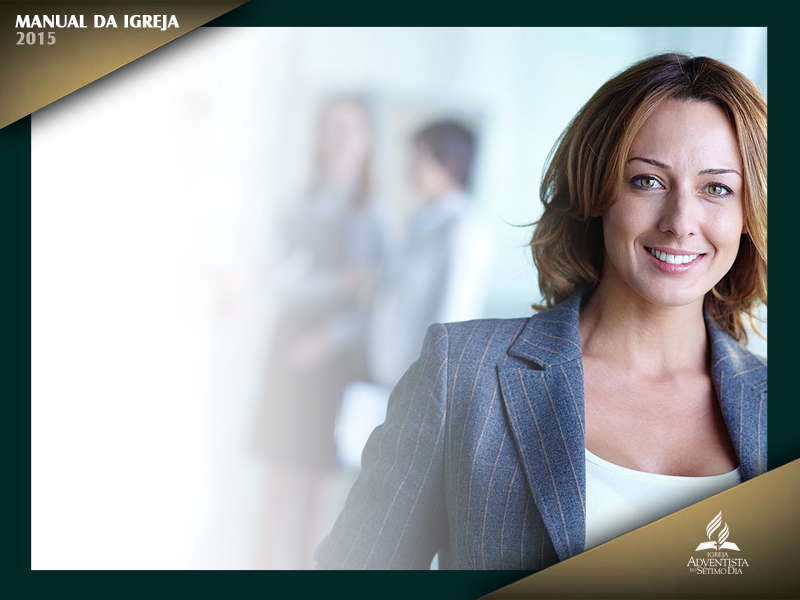 MANUAL DA IGREJA
2015
IGREJA
ADVENTISTA
DO SÉTIMO DIA